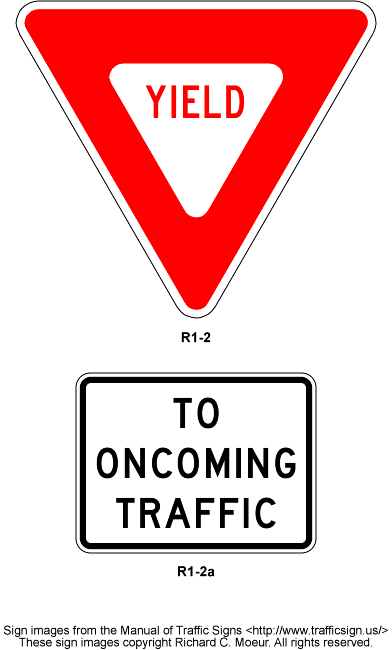 YIELD
R1-2
TO
ONCOMING
TRAFFIC
R1-2a
Sign images from the Manual of Traffic Signs <http://www.trafficsign.us/>
These sign images copyright Richard C. Moeur. All rights reserved.